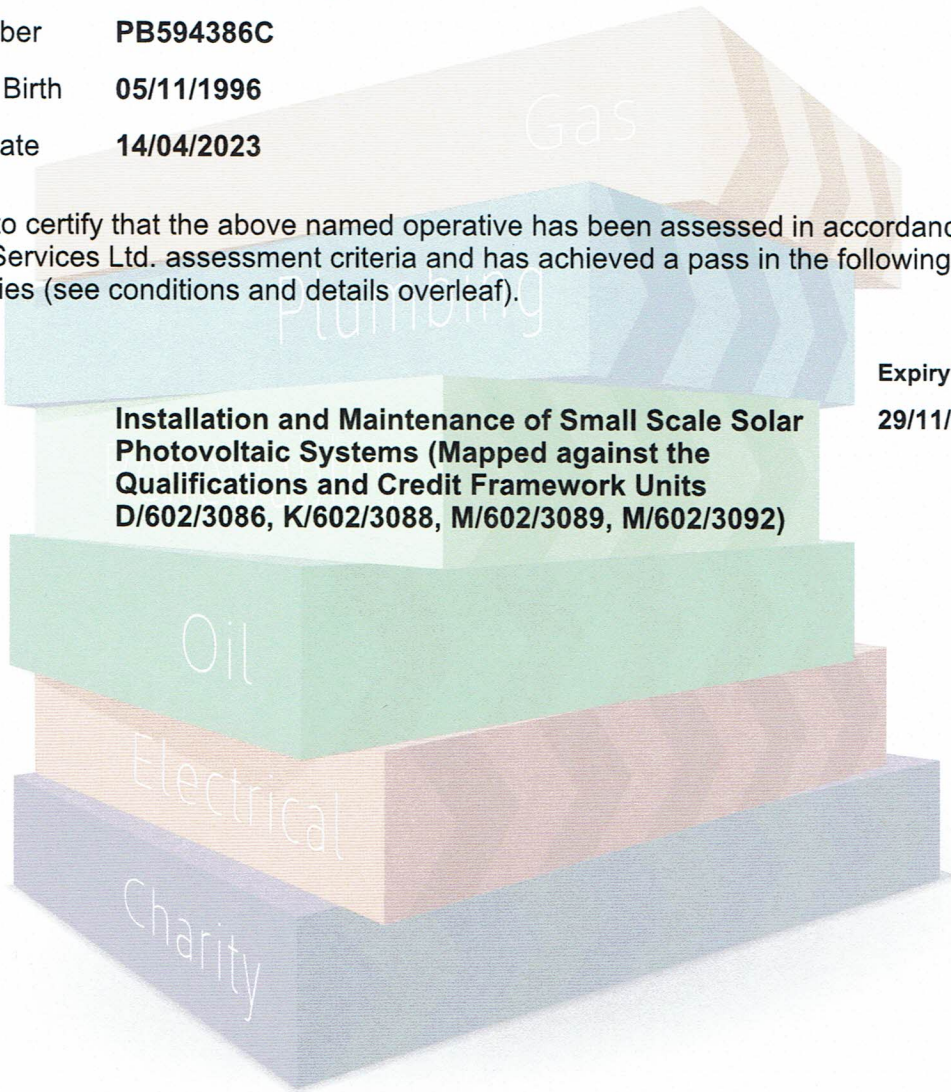 ber PB594386C
Birth 05/11/1996
ate 14/04/2023
Gas
to certify that the above named operative has been assessed in accordanc
Services Ltd. assessment criteria and has achieved a pass in the following
ies (see conditions and details overleaf).
Plumbing
Expiry
Installation and Maintenance of Small Scale Solar 29/11/
Photovoltaic Systems (Mapped against the
Qualifications and Credit Framework Units
D/602/3086, K/602/3088, M/602/3089, M/602/3092)
Oil
Electrical
Charity